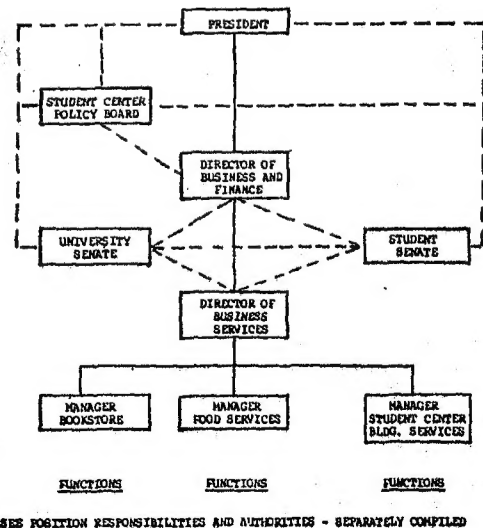 PRESIDENT
STUDENT CENTER
POLICY BOARD
DIRECTOR OF
BUSINESS AND
FINANCE
UNIVERSITY
SENATE
STUDENT
SENATE
DIRECTOR OF
BUSINESS
SERVICES
MANAGER
BOOKSTORE
MANAGER
FOOD SERVICES
MANAGER
STUDENT CENTER
BLDG. SERVICES
FUNCTIONS
FUNCTIONS
FUNCTIONS
SEE POSITION RESPONSIBILITIES AND AUTHORITIES - SEPARATELY COMPILED